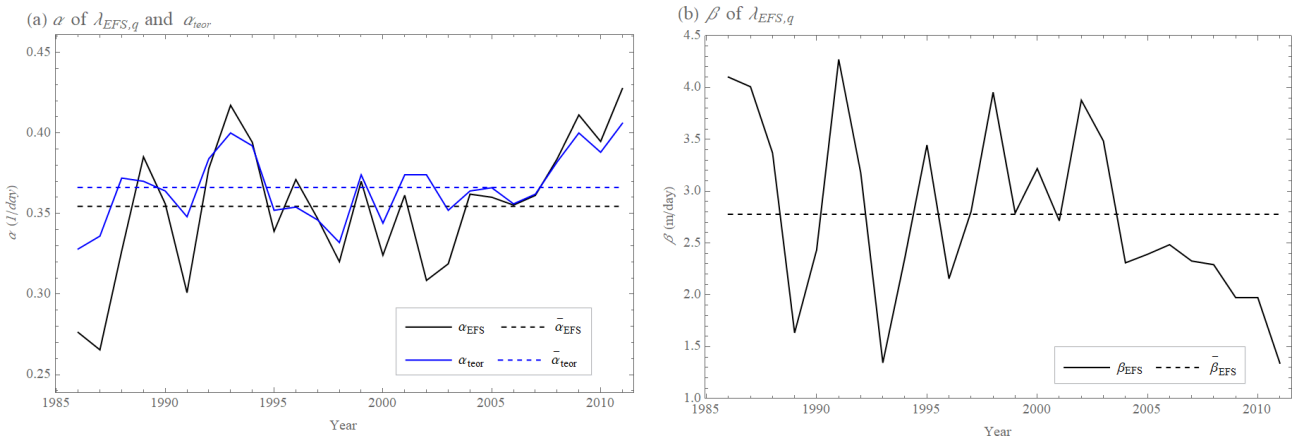 (a) α of λEFS,q and αteor
0.45
0.40
0.35
0.30
0.25
α (1/day)
1985 1990 1995 2000 2005 2010
Year
αEFS ᾱEFS
αteor ᾱteor
(b) β of λEFS,q
4.5
4.0
3.5
3.0
2.5
2.0
1.5
1.0
β (m/day)
1985 1990 1995 2000 2005 2010
Year
βEFS β̄EFS